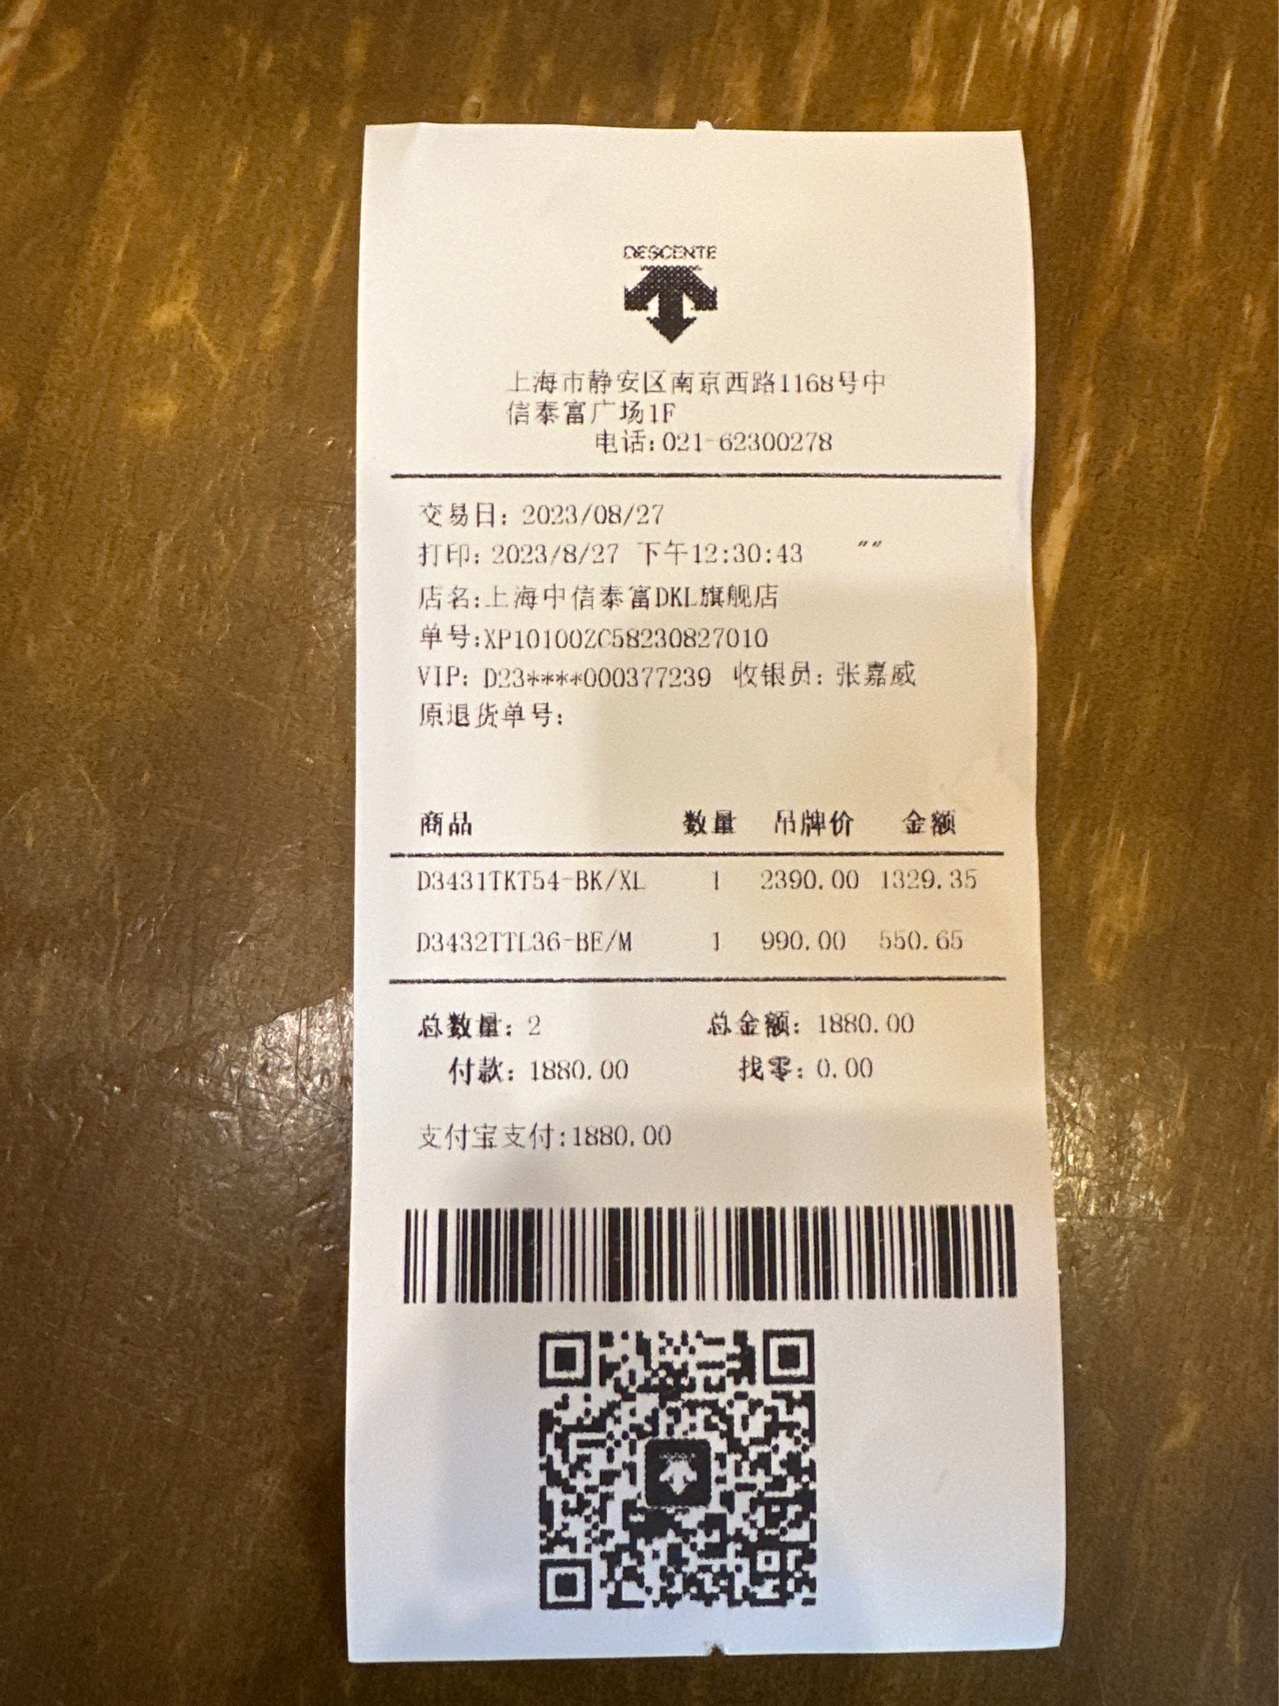 DESCENTE
上海市静安区南京西路1168号中
信泰富广场1F
电话:021-62300278
交易日: 2023/08/27
打印: 2023/8/27 下午12:30:43 ""
店名:上海中信泰富DKL旗舰店
单号:XP10100ZC58230827010
VIP: D23****000377239 收银员: 张嘉威
原退货单号:
商品 数量 吊牌价 金额
D3431TKT54-BK/XL 1 2390.00 1329.35
D3432TTL36-BE/M 1 990.00 550.65
总数量: 2 总金额: 1880.00
付款: 1880.00 找零: 0.00
支付宝支付:1880.00